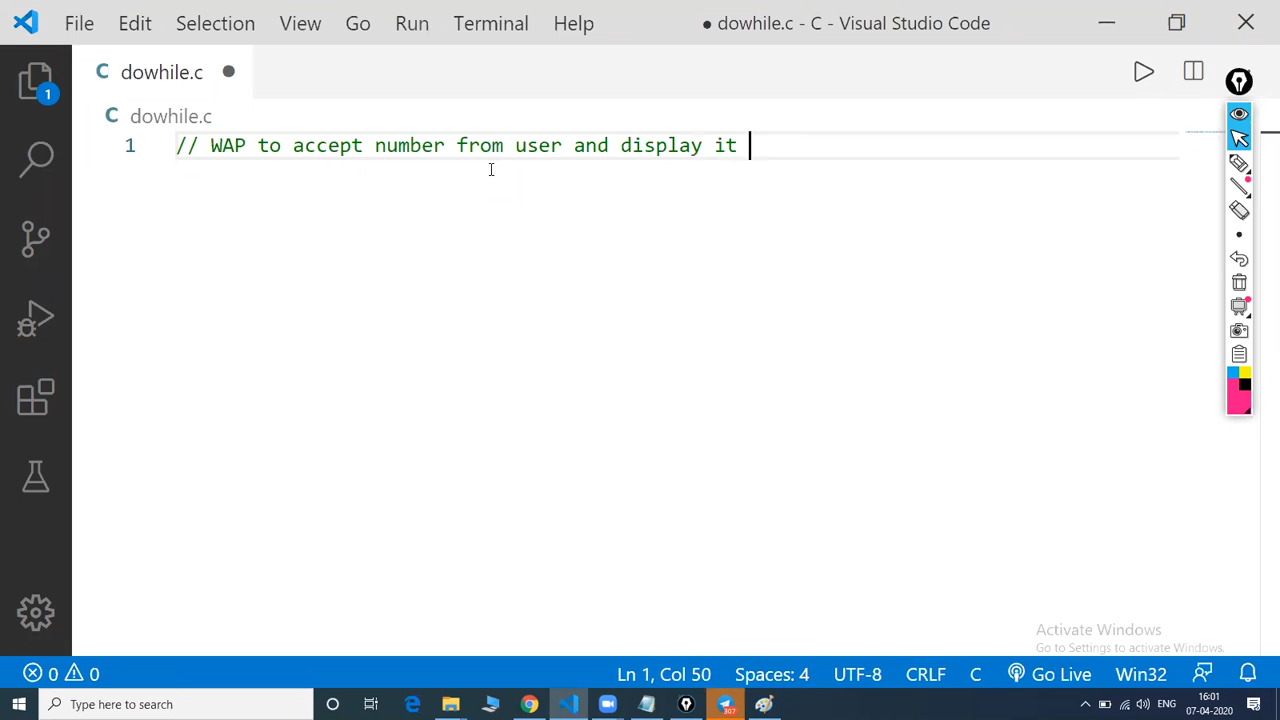 File Edit Selection View Go Run Terminal Help ● dowhile.c - C - Visual Studio Code
C dowhile.c ●
C dowhile.c
1 // WAP to accept number from user and display it
1
Activate Windows
Go to Settings to activate Windows.
0 0 Ln 1, Col 50 Spaces: 4 UTF-8 CRLF C Go Live Win32
Type here to search 307 ENG 16:01
07-04-2020